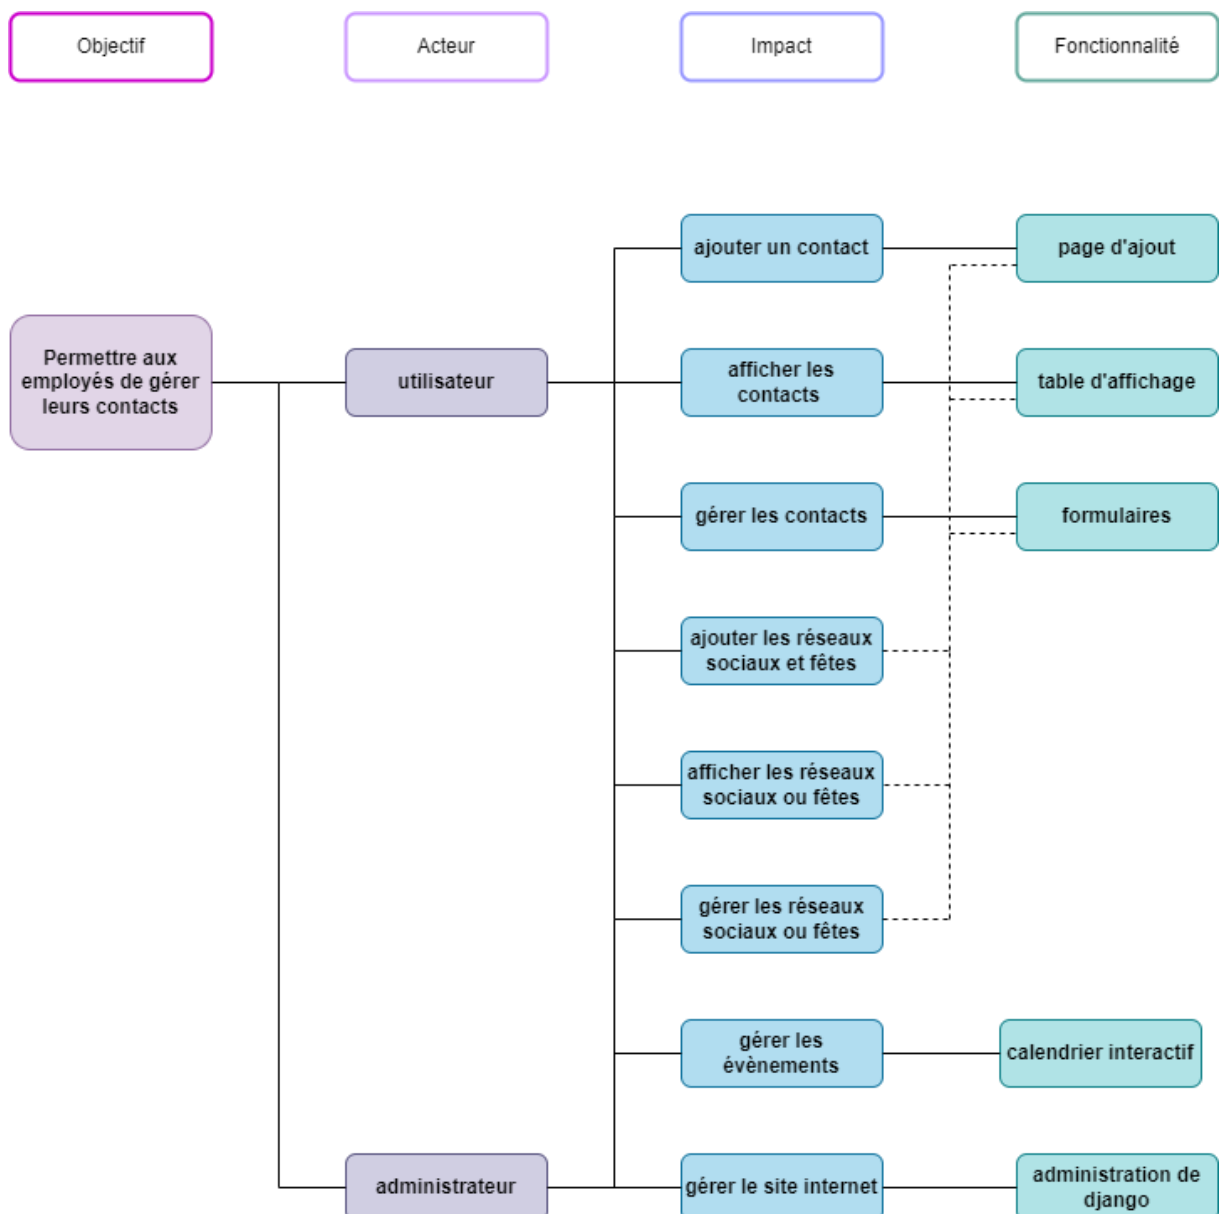 Objectif
Acteur
Impact
Fonctionnalité
ajouter un contact
page d'ajout
Permettre aux
employés de gérer
leurs contacts
utilisateur
afficher les
contacts
table d'affichage
gérer les contacts
formulaires
ajouter les réseaux
sociaux et fêtes
afficher les réseaux
sociaux ou fêtes
gérer les réseaux
sociaux ou fêtes
gérer les
évènements
calendrier interactif
administrateur
gérer le site internet
administration de
django